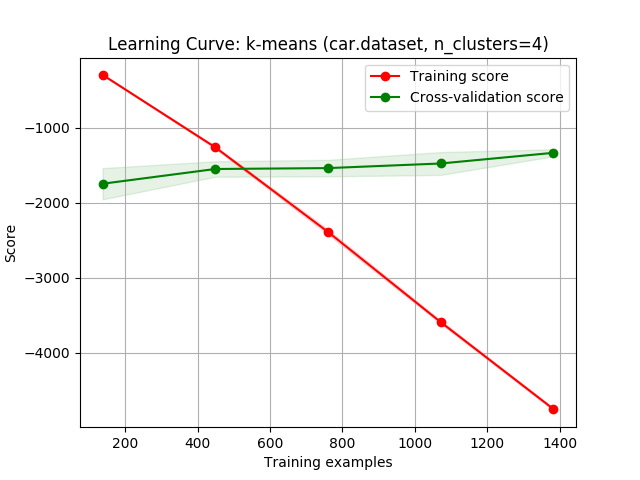 Learning Curve: k-means (car.dataset, n_clusters=4)
Training score
Cross-validation score
−1000
−2000
−3000
−4000
Score
200 400 600 800 1000 1200 1400
Training examples